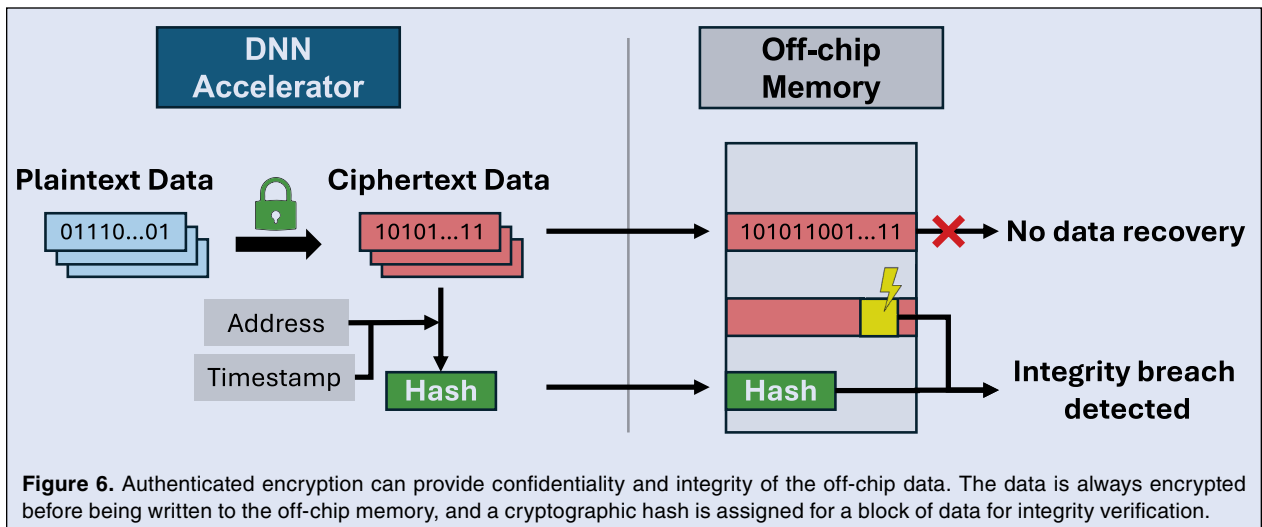 DNN
Accelerator
Off-chip
Memory
Plaintext Data
Ciphertext Data
01110...01
10101...11
101011001...11
No data recovery
Address
Timestamp
Hash
Hash
Integrity breach
detected
Figure 6. Authenticated encryption can provide confidentiality and integrity of the off-chip data. The data is always encrypted
before being written to the off-chip memory, and a cryptographic hash is assigned for a block of data for integrity verification.